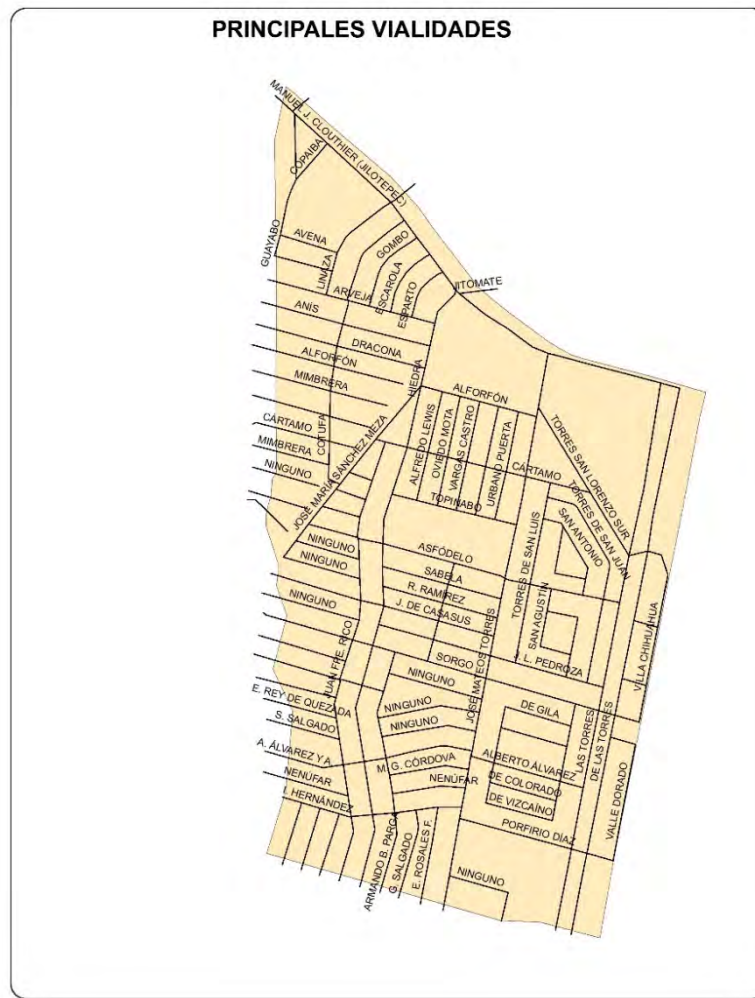 PRINCIPALES VIALIDADES
MANUEL J. CLOUTHIER (JILOTEPEC)
COPAIBA
GUAYABO
AVENA
GOMBO
LINAZA
ARVEJA
ESCAROLA
ESPARTO
JITOMATE
ANÍS
DRACONA
ALFORFÓN
HIEDRA
MIMBRERA
ALFORFÓN
CÁRTAMO
COTUFA
JOSÉ MARÍA SÁNCHEZ MEZA
ALFREDO LEWIS
OVIEDO MOTA
VARGAS CASTRO
URBANO PUERTA
TORRES SAN LORENZO SUR
MIMBRERA
CÁRTAMO
NINGUNO
TOPINABO
TORRES DE SAN JUAN
SAN ANTONIO
NINGUNO
NINGUNO
ASFÓDELO
SABELA
R. RAMÍREZ
J. DE CASASUS
TORRES DE SAN LUIS
SAN AGUSTÍN
NINGUNO
JUAN FRE. RICO
SORGO
J. L. PEDROZA
VILLA CHIHUAHUA
NINGUNO
JOSÉ MATEOS TORRES
E. REY DE QUEZADA
NINGUNO
DE GILA
S. SALGADO
NINGUNO
LAS TORRES
DE LAS TORRES
A. ÁLVAREZ Y A.
M. G. CÓRDOVA
ALBERTO ÁLVAREZ
NENÚFAR
NENÚFAR
DE COLORADO
I. HERNÁNDEZ
DE VIZCAÍNO
VALLE DORADO
PORFIRIO DÍAZ
ARMANDO B. PARGA
G. SALGADO
E. ROSALES F.
NINGUNO